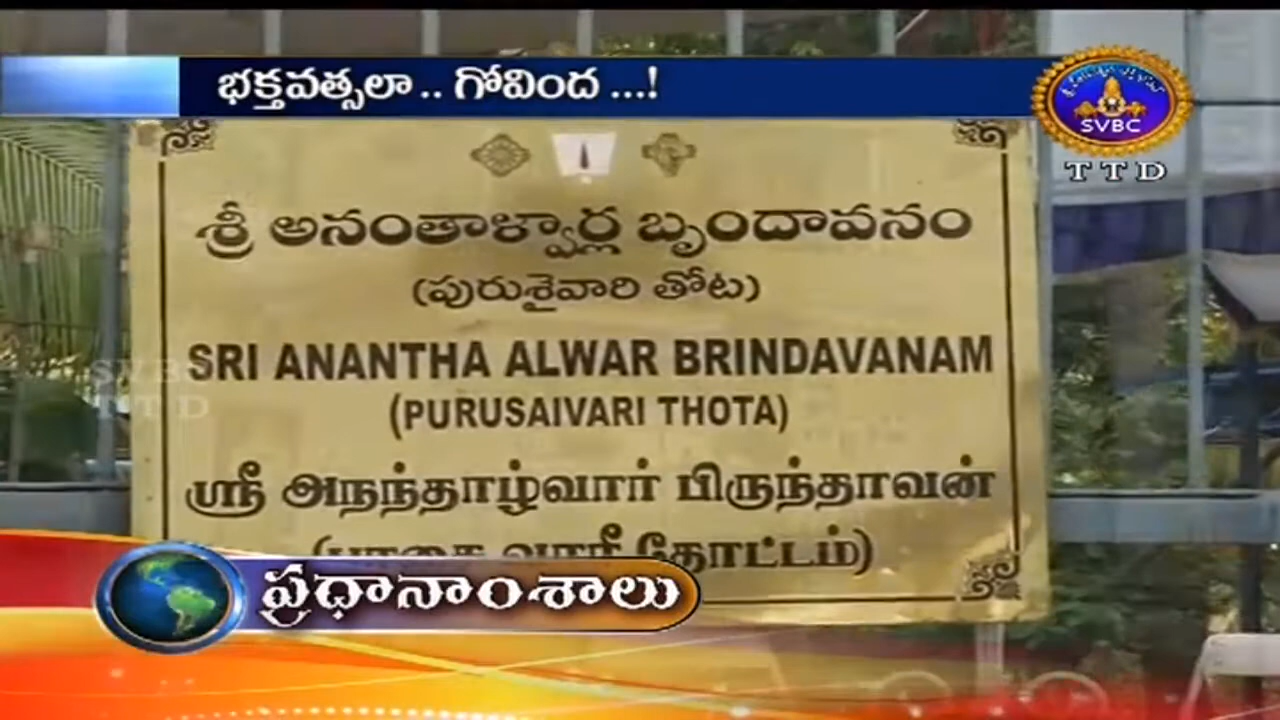 భక్తవత్సలా.. గోవింద ...!
SVBC
TTD
శ్రీ అనంతాళ్వార్ల బృందావనం
(పురుశైవారి తోట)
SRI ANANTHA ALWAR BRINDAVANAM
(PURUSAIVARI THOTA)
ஸ்ரீ அநந்தாழ்வார் பிருந்தாவன்
தோட்டம்)
ప్రధానాంశాలు